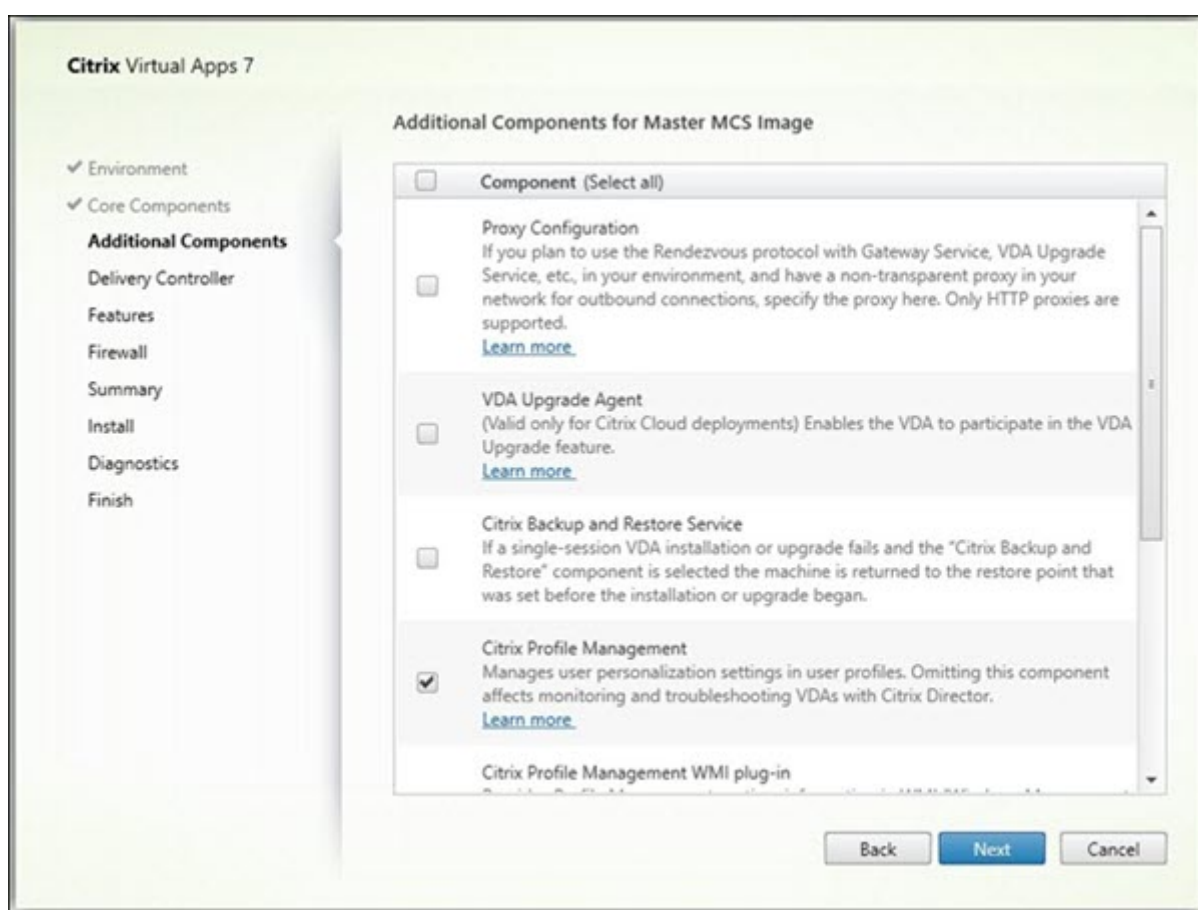 Citrix Virtual Apps 7
Additional Components for Master MCS Image
Environment
Core Components
Additional Components
Delivery Controller
Features
Firewall
Summary
Install
Diagnostics
Finish
Component (Select all)
Proxy Configuration
If you plan to use the Rendezvous protocol with Gateway Service, VDA Upgrade
Service, etc., in your environment, and have a non-transparent proxy in your
network for outbound connections, specify the proxy here. Only HTTP proxies are
supported.
Learn more
VDA Upgrade Agent
(Valid only for Citrix Cloud deployments) Enables the VDA to participate in the VDA
Upgrade feature.
Learn more
Citrix Backup and Restore Service
If a single-session VDA installation or upgrade fails and the "Citrix Backup and
Restore" component is selected the machine is returned to the restore point that
was set before the installation or upgrade began.
Citrix Profile Management
Manages user personalization settings in user profiles. Omitting this component
affects monitoring and troubleshooting VDAs with Citrix Director.
Learn more
Citrix Profile Management WMI plug-in
Back
Next
Cancel